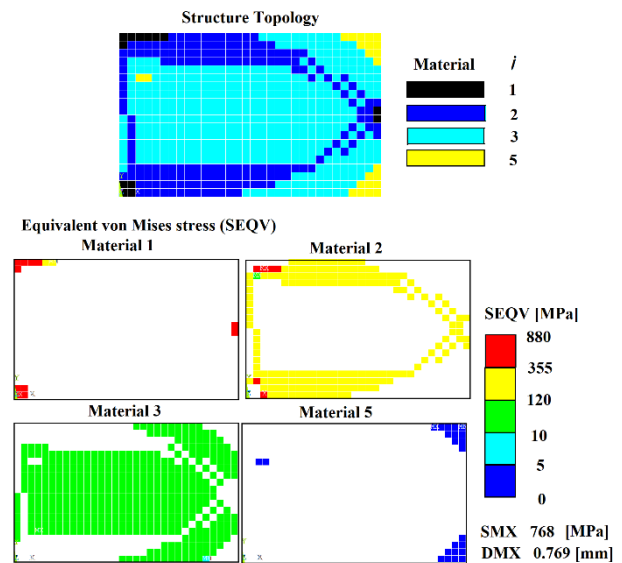 Structure Topology
Material i
1
2
3
5
Equivalent von Mises stress (SEQV)
Material 1 Material 2
SEQV [MPa]
880
355
120
10
5
0
Material 3 Material 5
SMX 768 [MPa]
DMX 0.769 [mm]